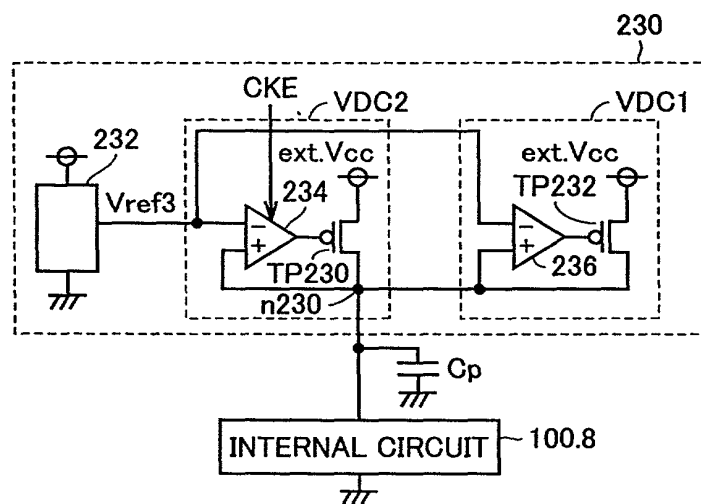 230
CKE
VDC2
VDC1
232
ext.Vcc
ext.Vcc
Vref3
234
TP232
−
+
−
+
TP230
236
n230
Cp
INTERNAL CIRCUIT
100.8